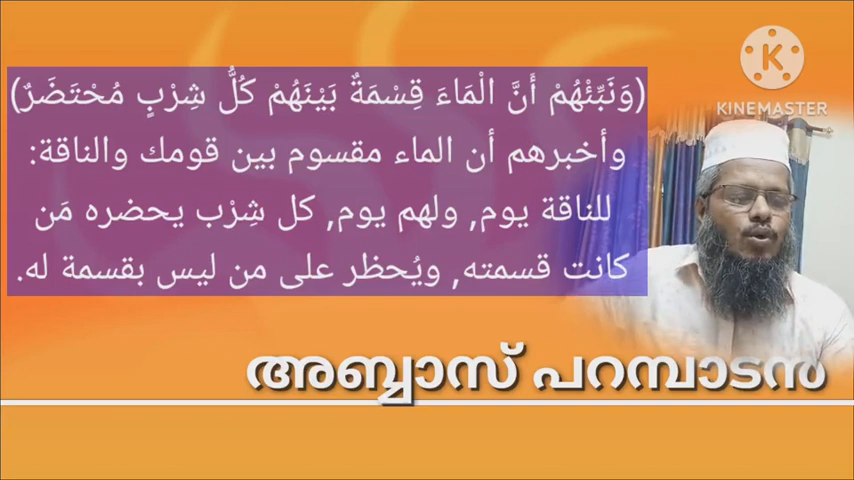 (وَنَبِّئْهُمْ أَنَّ الْمَاءَ قِسْمَةٌ بَيْنَهُمْ كُلُّ شِرْبٍ مُحْتَضَرٌ)
وأخبرهم أن الماء مقسوم بين قومك والناقة:
للناقة يوم, ولهم يوم, كل شِرْب يحضره مَن
كانت قسمته, ويُحظر على من ليس بقسمة له.
KINEMASTER
അബ്ബാസ് പറമ്പാടൻ